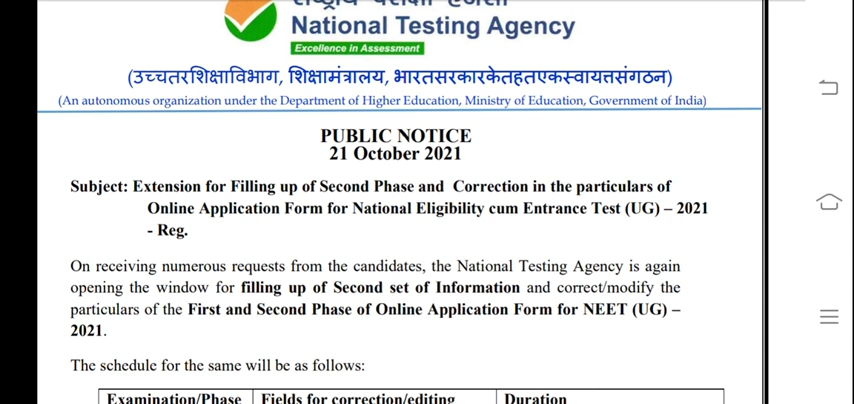 राष्ट्रीय परीक्षा एजेंसी
National Testing Agency
Excellence in Assessment
(उच्चतरशिक्षाविभाग, शिक्षामंत्रालय, भारतसरकारकेतहतएकस्वायत्तसंगठन)
(An autonomous organization under the Department of Higher Education, Ministry of Education, Government of India)
PUBLIC NOTICE
21 October 2021
Subject: Extension for Filling up of Second Phase and Correction in the particulars of
Online Application Form for National Eligibility cum Entrance Test (UG) – 2021
- Reg.
On receiving numerous requests from the candidates, the National Testing Agency is again
opening the window for filling up of Second set of Information and correct/modify the
particulars of the First and Second Phase of Online Application Form for NEET (UG) –
2021.
The schedule for the same will be as follows:
Examination/Phase Fields for correction/editing Duration